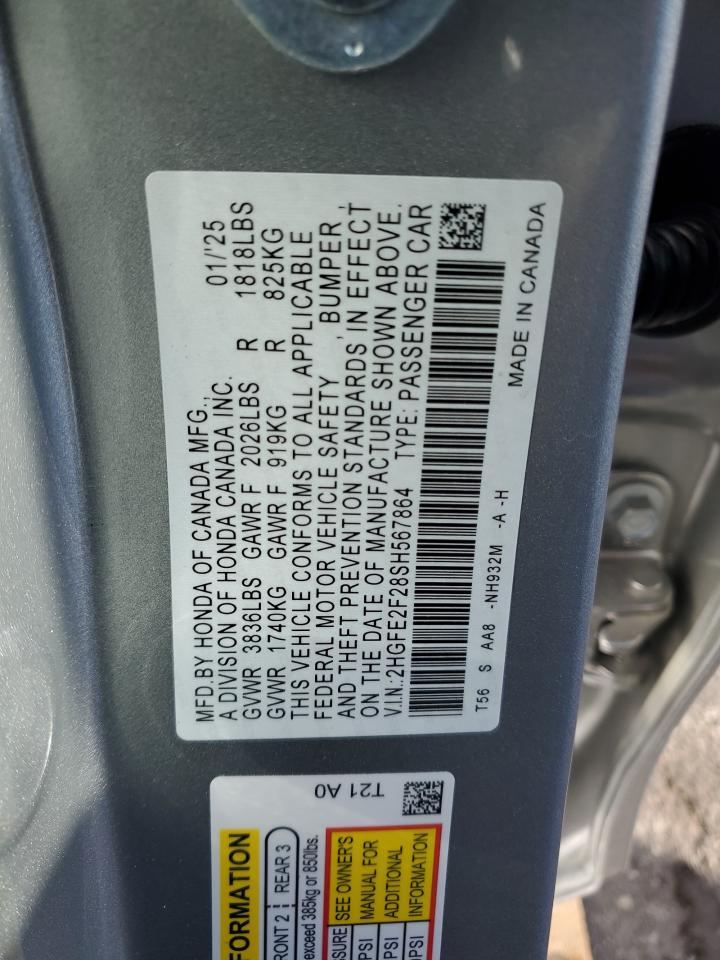 MFD.BY HONDA OF CANADA MFG.,
A DIVISION OF HONDA CANADA INC. 01/'25
GVWR 3836LBS GAWR F 2026LBS R 1818LBS
GVWR 1740KG GAWR F 919KG R 825KG
THIS VEHICLE CONFORMS TO ALL APPLICABLE
FEDERAL MOTOR VEHICLE SAFETY , BUMPER ,
AND THEFT PREVENTION STANDARDS, IN EFFECT
ON THE DATE OF MANUFACTURE SHOWN ABOVE.
V.I.N.:2HGFE2F28SH567864 TYPE: PASSENGER CAR
T56 S AA8 -NH932M -A -H
MADE IN CANADA
T21 A0
FORMATION
RONT 2 REAR 3
exceed 385kg or 850lbs.
SSURE SEE OWNER'S
PSI MANUAL FOR
PSI ADDITIONAL
PSI INFORMATION